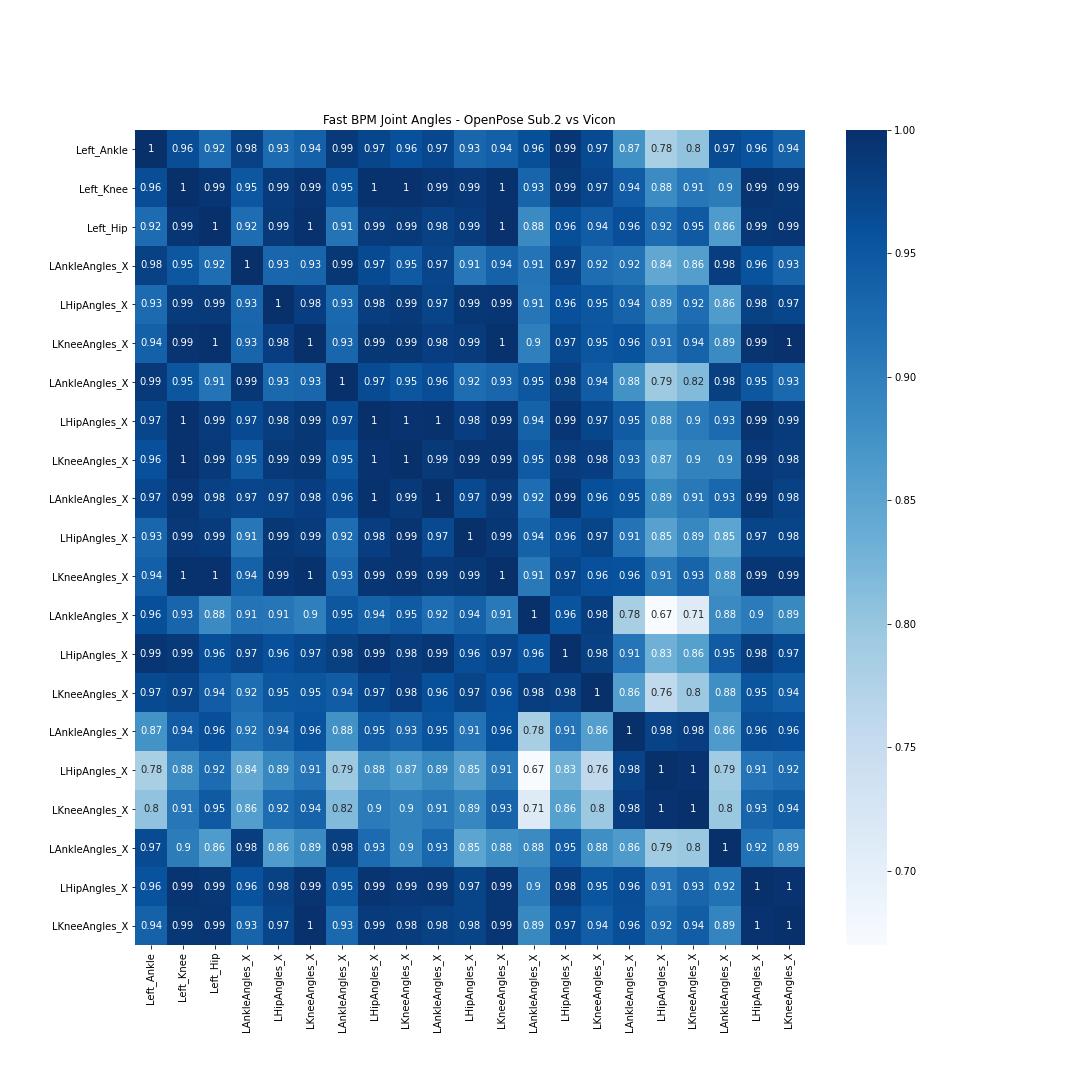 Fast BPM Joint Angles - OpenPose Sub.2 vs Vicon
Left_Ankle 1 0.96 0.92 0.98 0.93 0.94 0.99 0.97 0.96 0.97 0.93 0.94 0.96 0.99 0.97 0.87 0.78 0.8 0.97 0.96 0.94
Left_Knee 0.96 1 0.99 0.95 0.99 0.99 0.95 1 1 0.99 0.99 1 0.93 0.99 0.97 0.94 0.88 0.91 0.9 0.99 0.99
Left_Hip 0.92 0.99 1 0.92 0.99 1 0.91 0.99 0.99 0.98 0.99 1 0.88 0.96 0.94 0.96 0.92 0.95 0.86 0.99 0.99
LAnkleAngles_X 0.98 0.95 0.92 1 0.93 0.93 0.99 0.97 0.95 0.97 0.91 0.94 0.91 0.97 0.92 0.92 0.84 0.86 0.98 0.96 0.93
LHipAngles_X 0.93 0.99 0.99 0.93 1 0.98 0.93 0.98 0.99 0.97 0.99 0.99 0.91 0.96 0.95 0.94 0.89 0.92 0.86 0.98 0.97
LKneeAngles_X 0.94 0.99 1 0.93 0.98 1 0.93 0.99 0.99 0.98 0.99 1 0.9 0.97 0.95 0.96 0.91 0.94 0.89 0.99 1
LAnkleAngles_X 0.99 0.95 0.91 0.99 0.93 0.93 1 0.97 0.95 0.96 0.92 0.93 0.95 0.98 0.94 0.88 0.79 0.82 0.98 0.95 0.93
LHipAngles_X 0.97 1 0.99 0.97 0.98 0.99 0.97 1 1 1 0.98 0.99 0.94 0.99 0.97 0.95 0.88 0.9 0.93 0.99 0.99
LKneeAngles_X 0.96 1 0.99 0.95 0.99 0.99 0.95 1 1 0.99 0.99 0.99 0.95 0.98 0.98 0.93 0.87 0.9 0.9 0.99 0.98
LAnkleAngles_X 0.97 0.99 0.98 0.97 0.97 0.98 0.96 1 0.99 1 0.97 0.99 0.92 0.99 0.96 0.95 0.89 0.91 0.93 0.99 0.98
LHipAngles_X 0.93 0.99 0.99 0.91 0.99 0.99 0.92 0.98 0.99 0.97 1 0.99 0.94 0.96 0.97 0.91 0.85 0.89 0.85 0.97 0.98
LKneeAngles_X 0.94 1 1 0.94 0.99 1 0.93 0.99 0.99 0.99 0.99 1 0.91 0.97 0.96 0.96 0.91 0.93 0.88 0.99 0.99
LAnkleAngles_X 0.96 0.93 0.88 0.91 0.91 0.9 0.95 0.94 0.95 0.92 0.94 0.91 1 0.96 0.98 0.78 0.67 0.71 0.88 0.9 0.89
LHipAngles_X 0.99 0.99 0.96 0.97 0.96 0.97 0.98 0.99 0.98 0.99 0.96 0.97 0.96 1 0.98 0.91 0.83 0.86 0.95 0.98 0.97
LKneeAngles_X 0.97 0.97 0.94 0.92 0.95 0.95 0.94 0.97 0.98 0.96 0.97 0.96 0.98 0.98 1 0.86 0.76 0.8 0.88 0.95 0.94
LAnkleAngles_X 0.87 0.94 0.96 0.92 0.94 0.96 0.88 0.95 0.93 0.95 0.91 0.96 0.78 0.91 0.86 1 0.98 0.98 0.86 0.96 0.96
LHipAngles_X 0.78 0.88 0.92 0.84 0.89 0.91 0.79 0.88 0.87 0.89 0.85 0.91 0.67 0.83 0.76 0.98 1 1 0.79 0.91 0.92
LKneeAngles_X 0.8 0.91 0.95 0.86 0.92 0.94 0.82 0.9 0.9 0.91 0.89 0.93 0.71 0.86 0.8 0.98 1 1 0.8 0.93 0.94
LAnkleAngles_X 0.97 0.9 0.86 0.98 0.86 0.89 0.98 0.93 0.9 0.93 0.85 0.88 0.88 0.95 0.88 0.86 0.79 0.8 1 0.92 0.89
LHipAngles_X 0.96 0.99 0.99 0.96 0.98 0.99 0.95 0.99 0.99 0.99 0.97 0.99 0.9 0.98 0.95 0.96 0.91 0.93 0.92 1 1
LKneeAngles_X 0.94 0.99 0.99 0.93 0.97 1 0.93 0.99 0.98 0.98 0.98 0.99 0.89 0.97 0.94 0.96 0.92 0.94 0.89 1 1
Left_Ankle
Left_Knee
Left_Hip
LAnkleAngles_X
LHipAngles_X
LKneeAngles_X
LAnkleAngles_X
LHipAngles_X
LKneeAngles_X
LAnkleAngles_X
LHipAngles_X
LKneeAngles_X
LAnkleAngles_X
LHipAngles_X
LKneeAngles_X
LAnkleAngles_X
LHipAngles_X
LKneeAngles_X
LAnkleAngles_X
LHipAngles_X
LKneeAngles_X
1.00
0.95
0.90
0.85
0.80
0.75
0.70